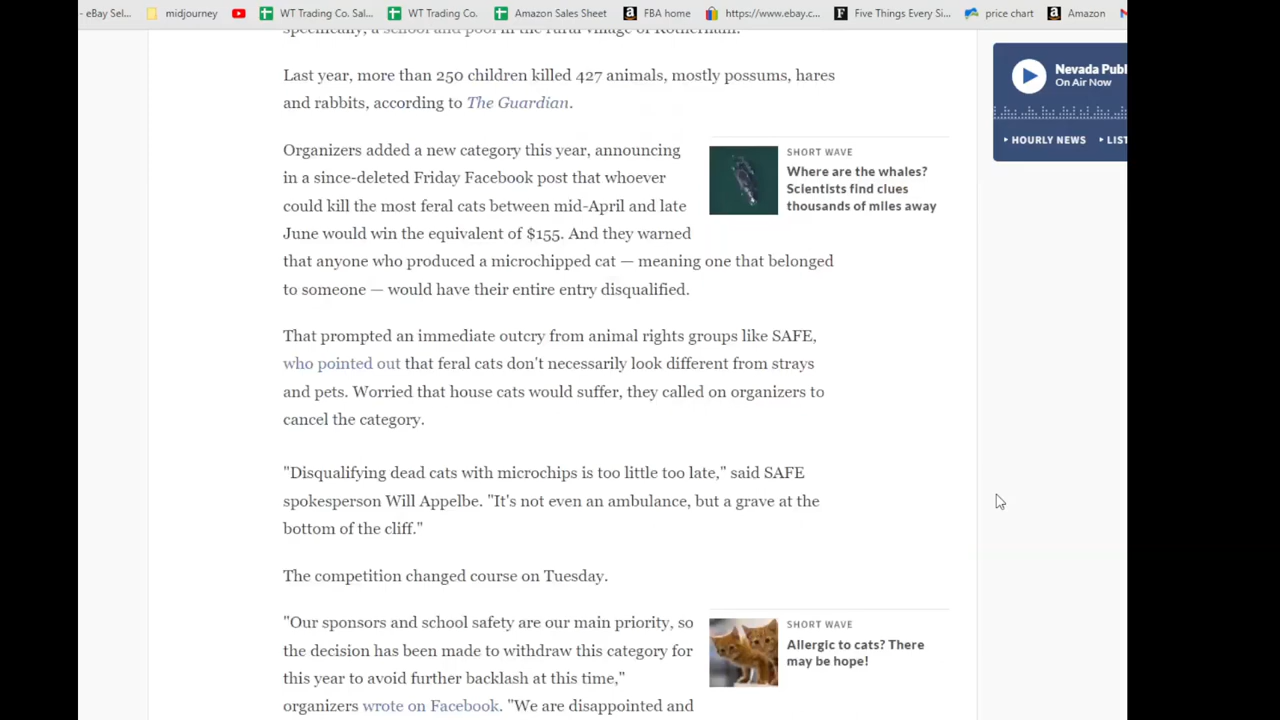 - eBay Sel...
midjourney
WT Trading Co. Sal...
WT Trading Co.
Amazon Sales Sheet
FBA home
https://www.ebay.c...
Five Things Every Si...
price chart
Amazon
specifically, a school and pool in the rural village of Rotherham.
Last year, more than 250 children killed 427 animals, mostly possums, hares
and rabbits, according to The Guardian.
Organizers added a new category this year, announcing
in a since-deleted Friday Facebook post that whoever
could kill the most feral cats between mid-April and late
June would win the equivalent of $155. And they warned
that anyone who produced a microchipped cat — meaning one that belonged
to someone — would have their entire entry disqualified.
SHORT WAVE
Where are the whales?
Scientists find clues
thousands of miles away
That prompted an immediate outcry from animal rights groups like SAFE,
who pointed out that feral cats don't necessarily look different from strays
and pets. Worried that house cats would suffer, they called on organizers to
cancel the category.
"Disqualifying dead cats with microchips is too little too late," said SAFE
spokesperson Will Appelbe. "It's not even an ambulance, but a grave at the
bottom of the cliff."
The competition changed course on Tuesday.
"Our sponsors and school safety are our main priority, so
the decision has been made to withdraw this category for
this year to avoid further backlash at this time,"
organizers wrote on Facebook. "We are disappointed and
SHORT WAVE
Allergic to cats? There
may be hope!
Nevada Publ
On Air Now
HOURLY NEWS
LIST